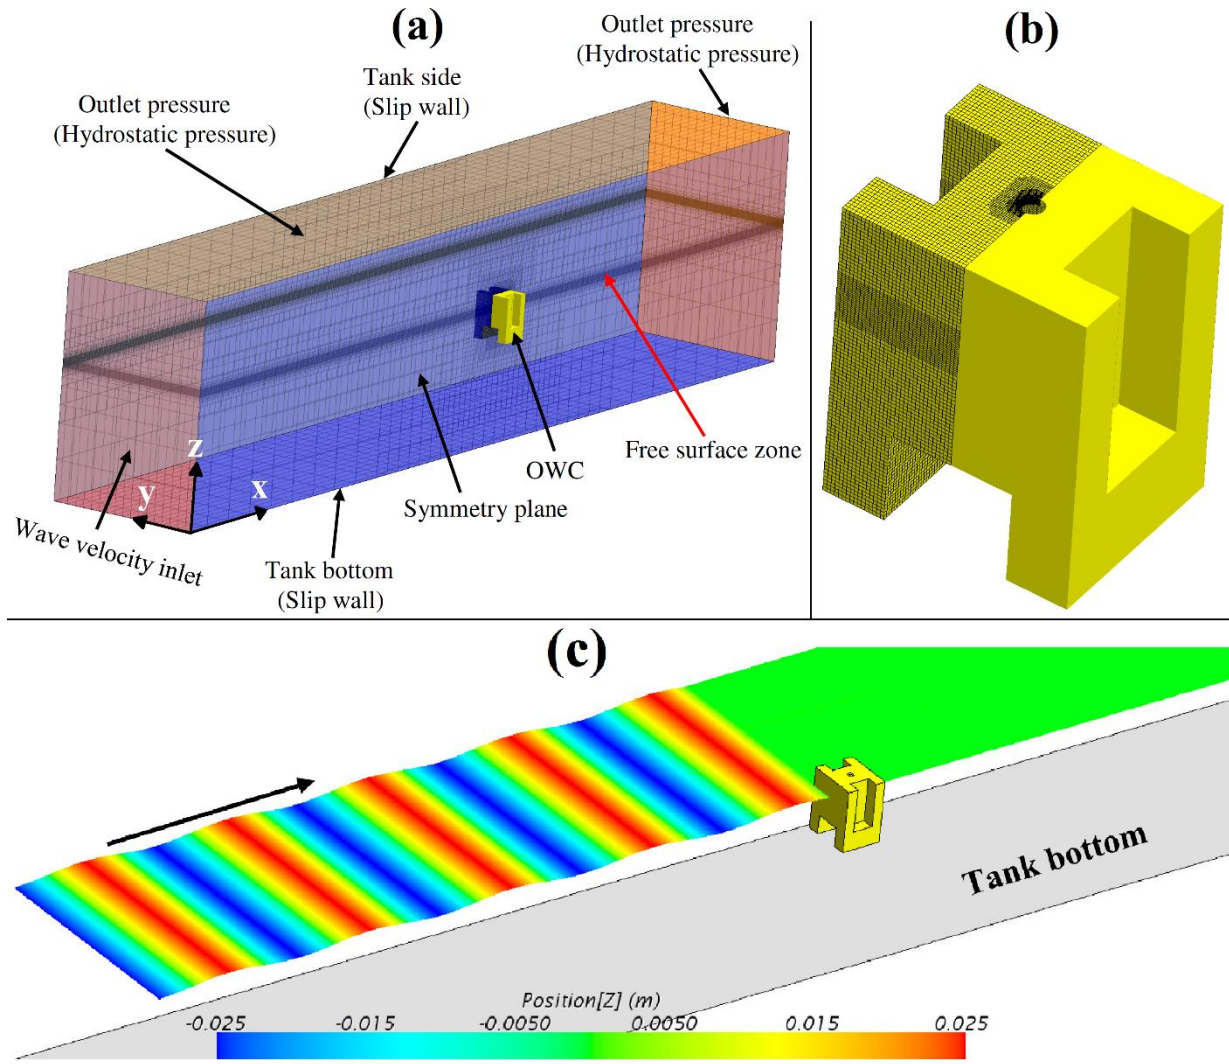 (a)
Outlet pressure
(Hydrostatic pressure)
Tank side
(Slip wall)
Outlet pressure
(Hydrostatic pressure)
z
y
x
Wave velocity inlet
Tank bottom
(Slip wall)
Symmetry plane
OWC
Free surface zone
(b)
(c)
Tank bottom
Position[Z] (m)
-0.025 -0.015 -0.0050 0.0050 0.015 0.025